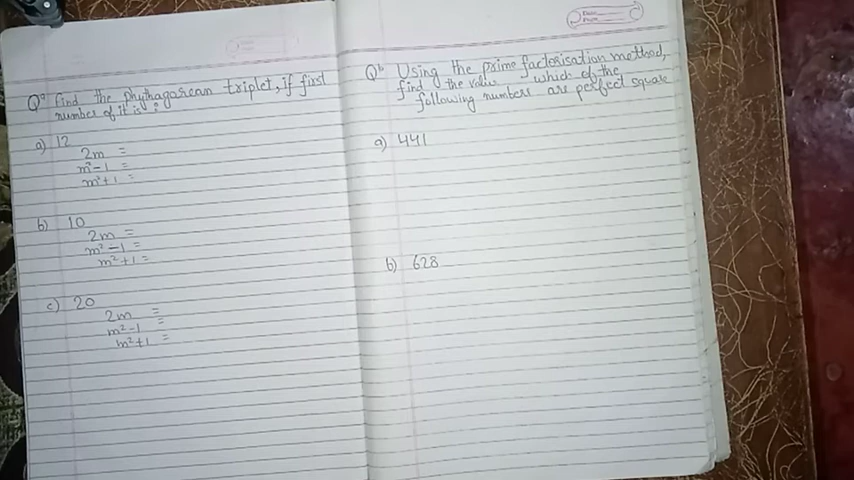 Qᵃ Find the phythagorean triplet, if first
number of it is :
a) 12
2m =
m²-1 =
m²+1 =
b) 10
2m =
m²-1 =
m²+1 =
c) 20
2m =
m²-1 =
m²+1 =
Qᵇ Using the prime factorisation method,
find the value which of the
following numbers are perfect square
a) 441
b) 628